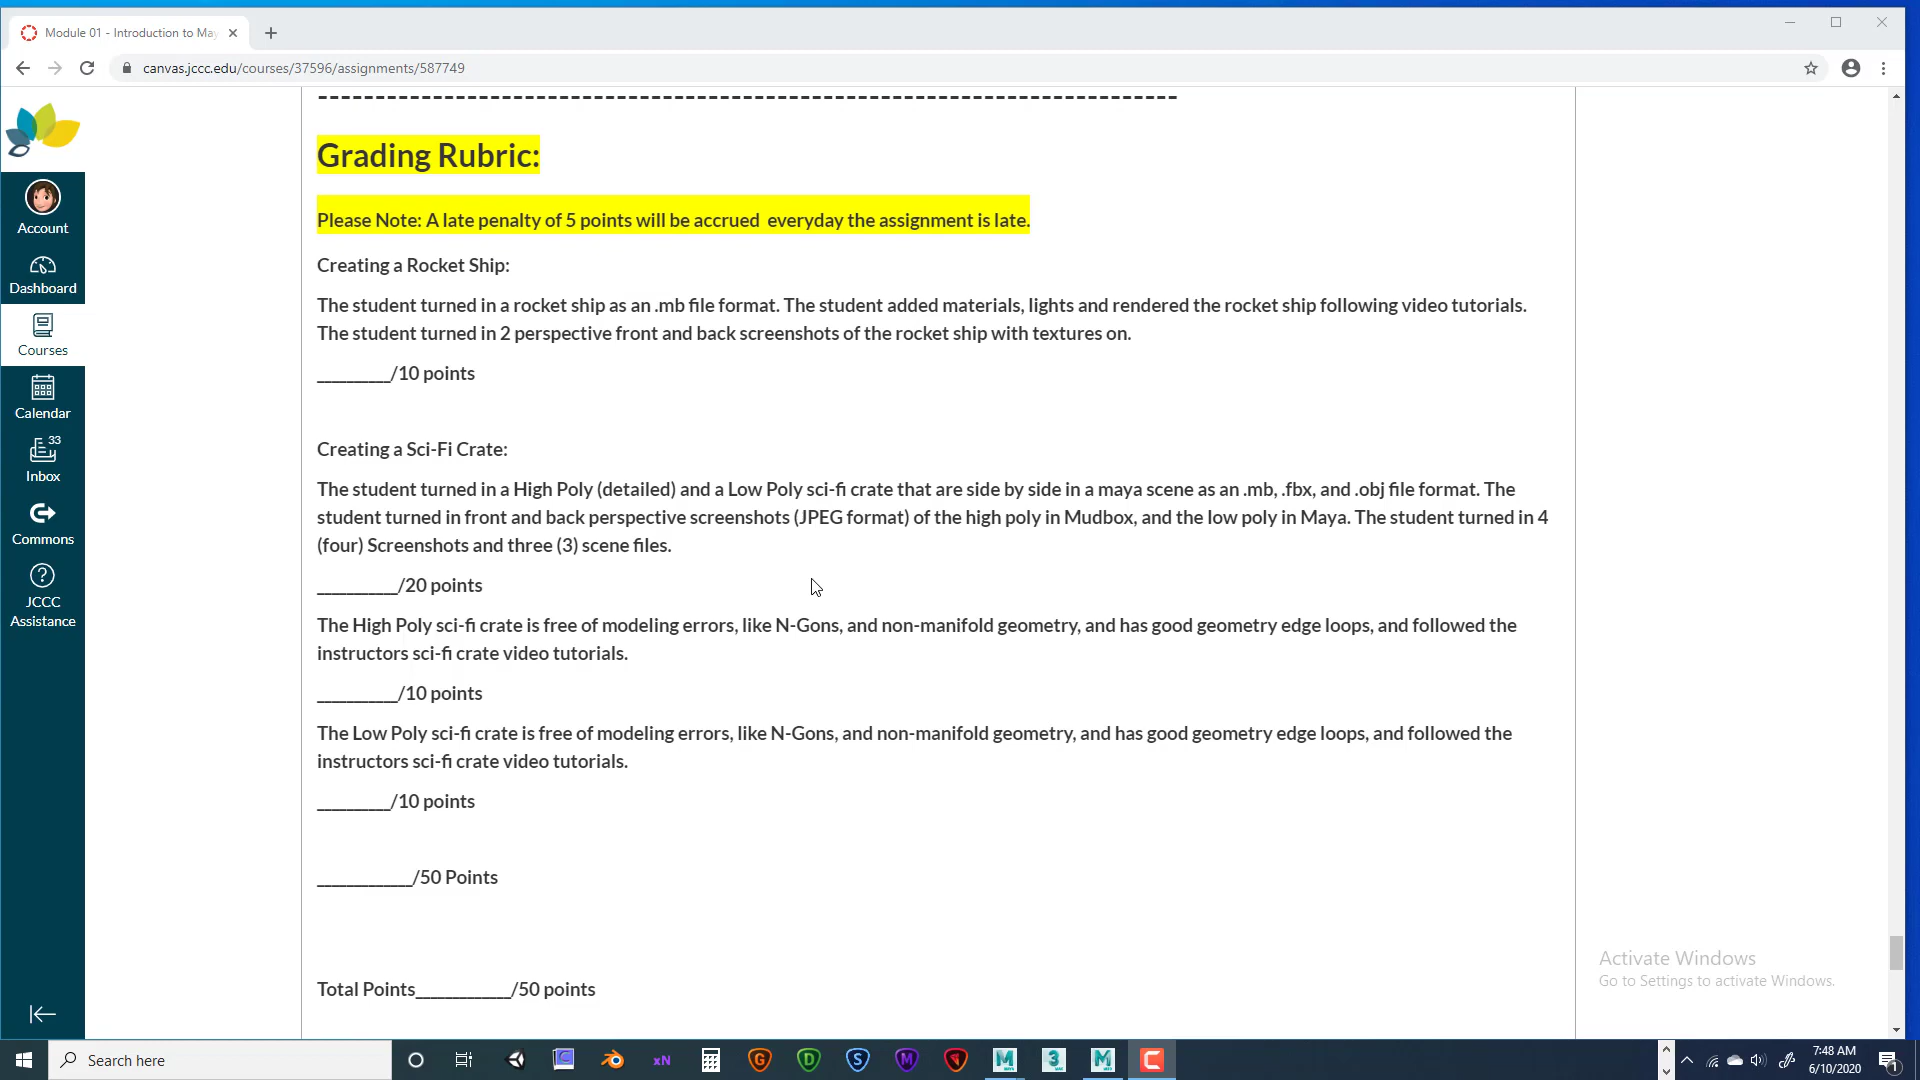 Module 01 - Introduction to May
canvas.jccc.edu/courses/37596/assignments/587749
Account
Dashboard
Courses
Calendar
33
Inbox
Commons
JCCC
Assistance
--------------------------------------------------------------------------
Grading Rubric:
Please Note: A late penalty of 5 points will be accrued  everyday the assignment is late.
Creating a Rocket Ship:
The student turned in a rocket ship as an .mb file format. The student added materials, lights and rendered the rocket ship following video tutorials.
The student turned in 2 perspective front and back screenshots of the rocket ship with textures on.
_________/10 points
Creating a Sci-Fi Crate:
The student turned in a High Poly (detailed) and a Low Poly sci-fi crate that are side by side in a maya scene as an .mb, .fbx, and .obj file format. The
student turned in front and back perspective screenshots (JPEG format) of the high poly in Mudbox, and the low poly in Maya. The student turned in 4
(four) Screenshots and three (3) scene files.
__________/20 points
The High Poly sci-fi crate is free of modeling errors, like N-Gons, and non-manifold geometry, and has good geometry edge loops, and followed the
instructors sci-fi crate video tutorials.
__________/10 points
The Low Poly sci-fi crate is free of modeling errors, like N-Gons, and non-manifold geometry, and has good geometry edge loops, and followed the
instructors sci-fi crate video tutorials.
_________/10 points
____________/50 Points
Total Points____________/50 points
Activate Windows
Go to Settings to activate Windows.
Search here
xN
G
D
S
M
M
3
M
C
7:48 AM
6/10/2020
1